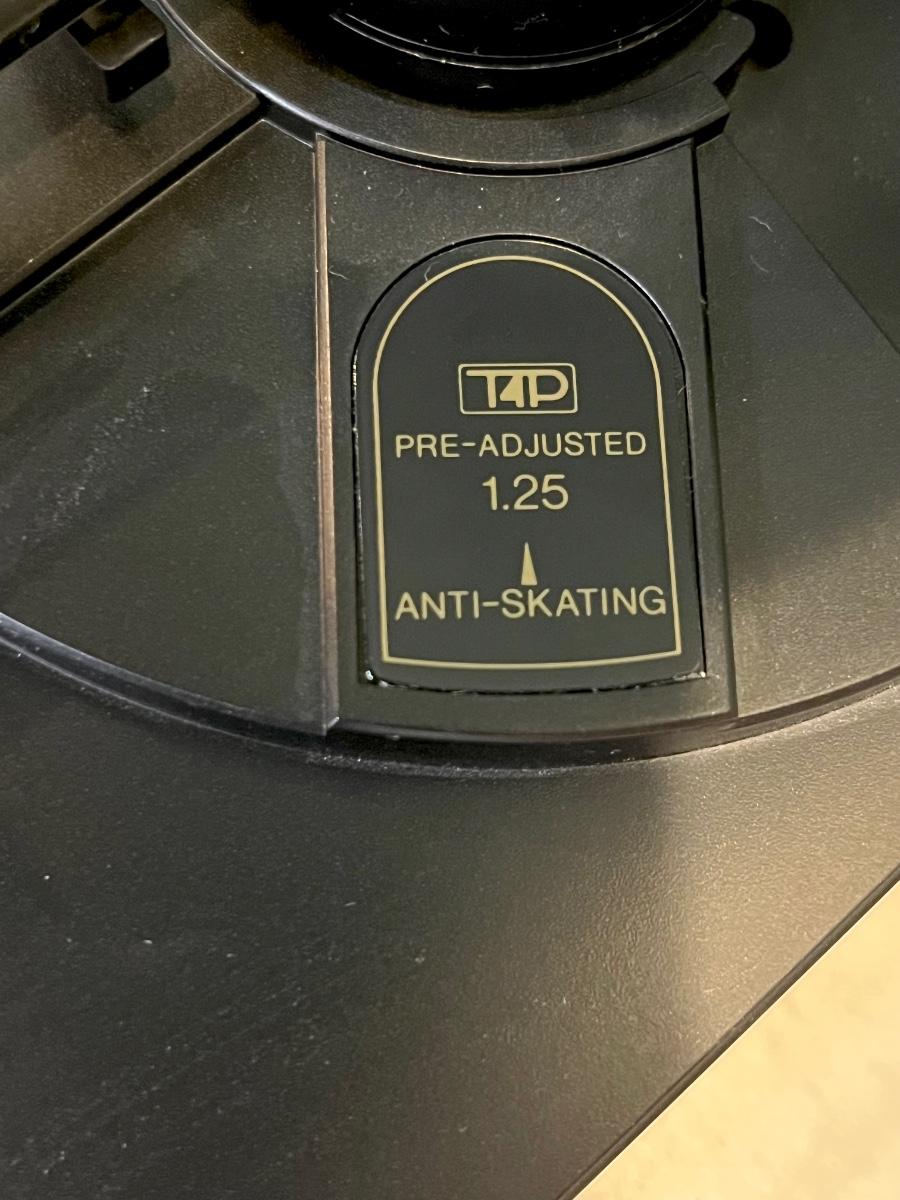 T4P
PRE-ADJUSTED
1.25
ANTI-SKATING